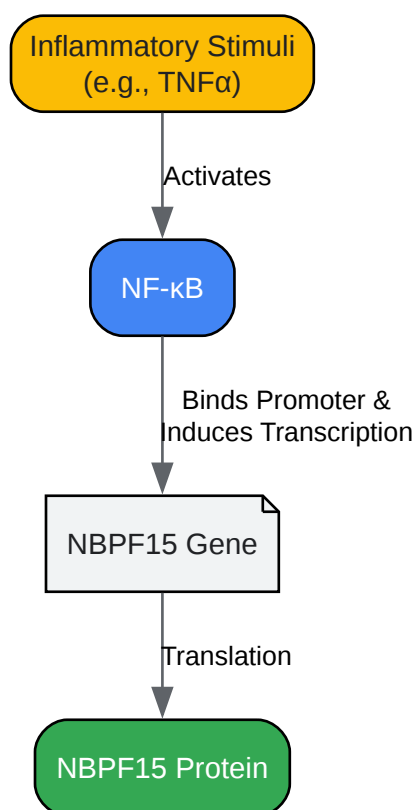 Inflammatory Stimuli
(e.g., TNFα)
Activates
NF-κB
Binds Promoter &
Induces Transcription
NBPF15 Gene
Translation
NBPF15 Protein